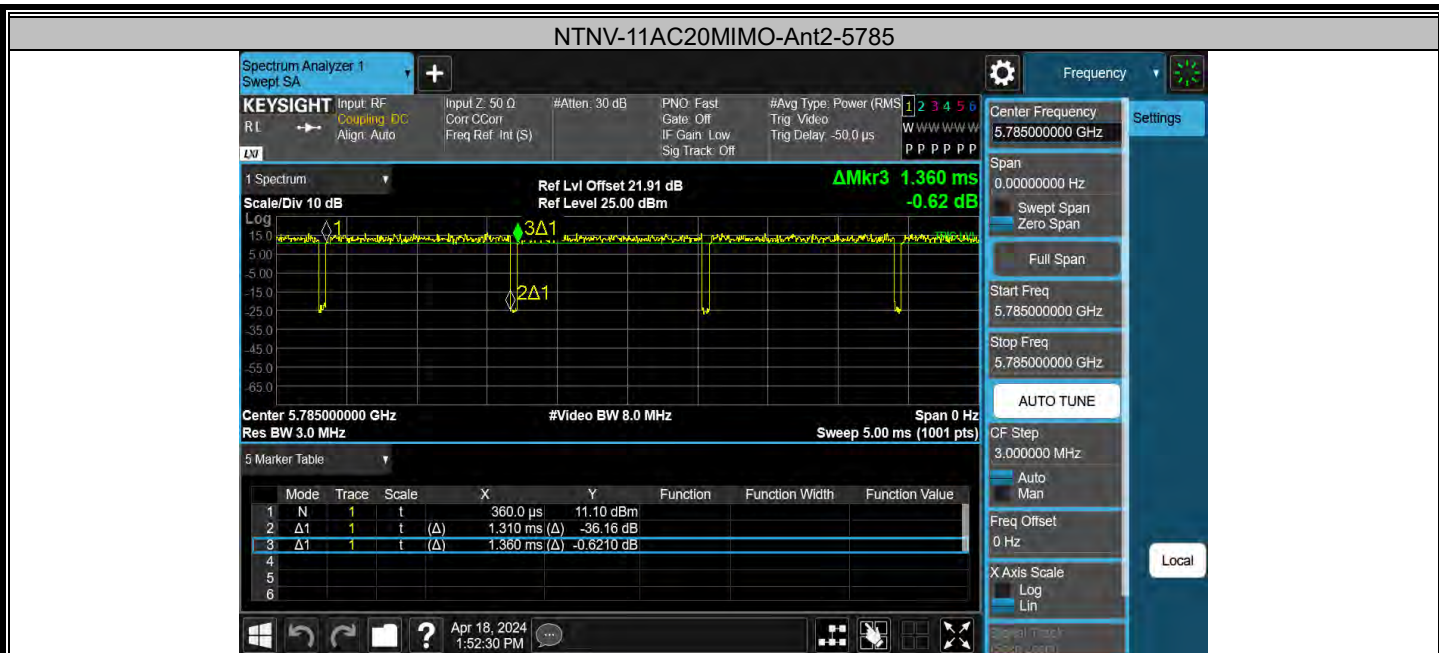 NTNV-11AC20MIMO-Ant2-5785
Spectrum Analyzer 1
Swept SA
+
Frequency
KEYSIGHT
RL
LXI
Input: RF
Coupling: DC
Align: Auto
Input Z: 50 Ω
Corr CCorr
Freq Ref: Int (S)
#Atten: 30 dB
PNO: Fast
Gate: Off
IF Gain: Low
Sig Track: Off
#Avg Type: Power (RMS
Trig: Video
Trig Delay: -50.0 µs
1 2 3 4 5 6
W W W W W W
P P P P P P
1 Spectrum
Scale/Div 10 dB
Ref Lvl Offset 21.91 dB
Ref Level 25.00 dBm
ΔMkr3 1.360 ms
-0.62 dB
Log
15.0
5.00
-5.00
-15.0
-25.0
-35.0
-45.0
-55.0
-65.0
1
3Δ1
2Δ1
TRIG LVL
Center 5.785000000 GHz
#Video BW 8.0 MHz
Span 0 Hz
Res BW 3.0 MHz
Sweep 5.00 ms (1001 pts)
5 Marker Table
Mode Trace Scale X Y Function Function Width Function Value
1 N 1 t 360.0 µs 11.10 dBm
2 Δ1 1 t (Δ) 1.310 ms (Δ) -36.16 dB
3 Δ1 1 t (Δ) 1.360 ms (Δ) -0.6210 dB
4
5
6
?
Apr 18, 2024
1:52:30 PM
Center Frequency
5.785000000 GHz
Settings
Span
0.00000000 Hz
Swept Span
Zero Span
Full Span
Start Freq
5.785000000 GHz
Stop Freq
5.785000000 GHz
AUTO TUNE
CF Step
3.000000 MHz
Auto
Man
Freq Offset
0 Hz
X Axis Scale
Log
Lin
Local
Signal Track
(Span Zoom)